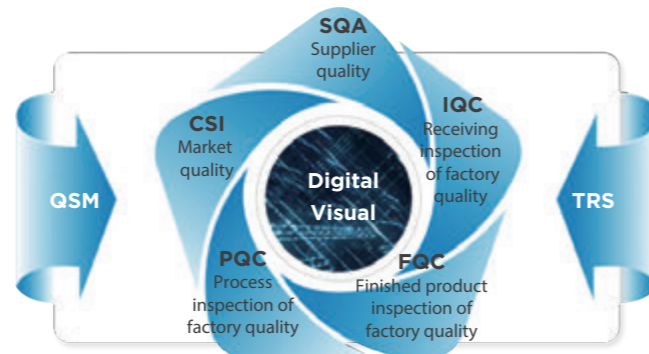 SQA
Supplier
quality
IQC
Receiving
inspection
of factory
quality
CSI
Market
quality
Digital
Visual
QSM
TRS
PQC
Process
inspection of
factory quality
FQC
Finished product
inspection of
factory quality